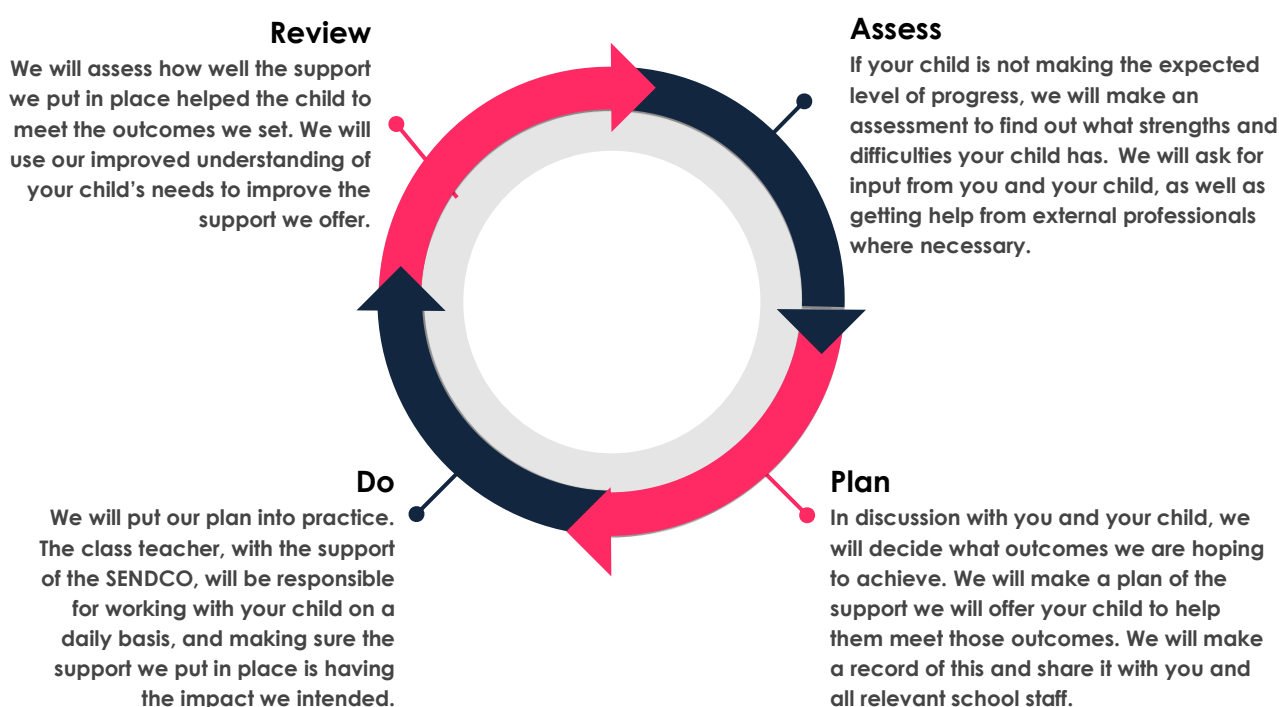 Review
We will assess how well the support
we put in place helped the child to
meet the outcomes we set. We will
use our improved understanding of
your child’s needs to improve the
support we offer.
Assess
If your child is not making the expected
level of progress, we will make an
assessment to find out what strengths and
difficulties your child has. We will ask for
input from you and your child, as well as
getting help from external professionals
where necessary.
Do
We will put our plan into practice.
The class teacher, with the support
of the SENDCO, will be responsible
for working with your child on a
daily basis, and making sure the
support we put in place is having
the impact we intended.
Plan
In discussion with you and your child, we
will decide what outcomes we are hoping
to achieve. We will make a plan of the
support we will offer your child to help
them meet those outcomes. We will make
a record of this and share it with you and
all relevant school staff.